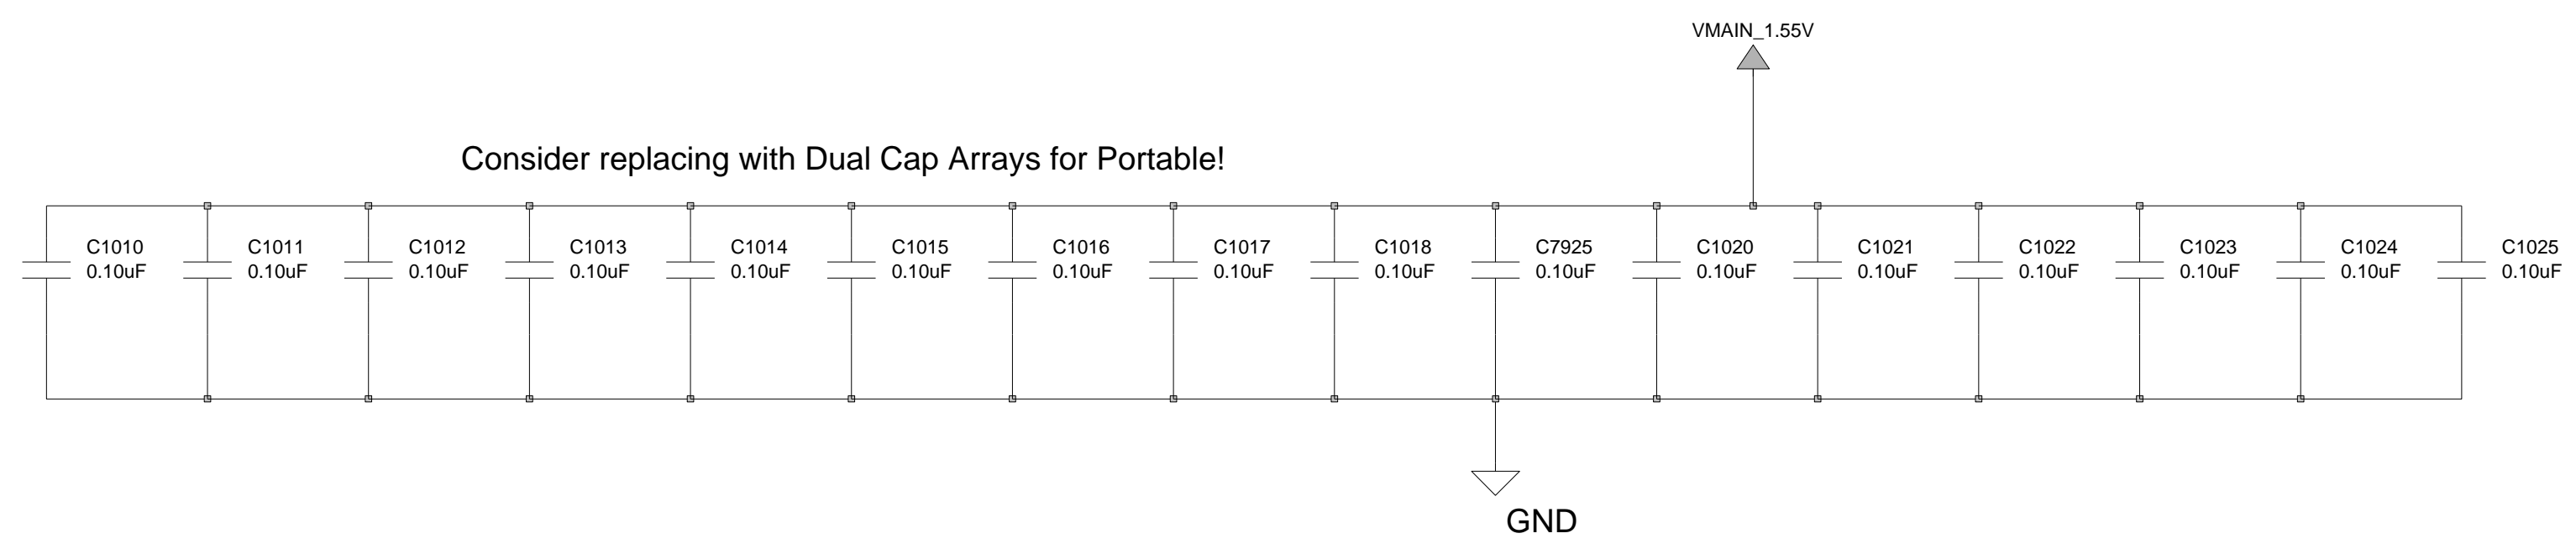 VMAIN_1.55V
Consider replacing with Dual Cap Arrays for Portable!
C1010
0.10uF
C1011
0.10uF
C1012
0.10uF
C1013
0.10uF
C1014
0.10uF
C1015
0.10uF
C1016
0.10uF
C1017
0.10uF
C1018
0.10uF
C7925
0.10uF
C1020
0.10uF
C1021
0.10uF
C1022
0.10uF
C1023
0.10uF
C1024
0.10uF
C1025
0.10uF
GND